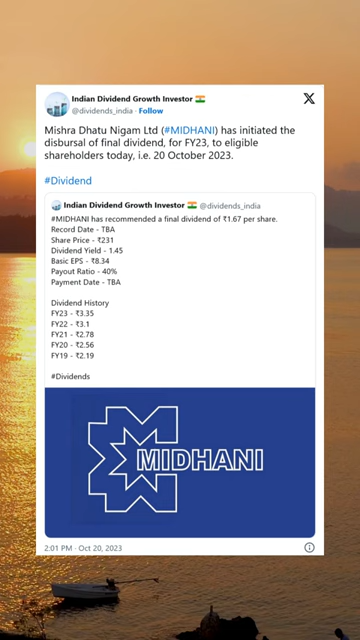 Indian Dividend Growth Investor 🇮🇳
@dividends_india · Follow
X
Mishra Dhatu Nigam Ltd (#MIDHANI) has initiated the
disbursal of final dividend, for FY23, to eligible
shareholders today, i.e. 20 October 2023.
#Dividend
Indian Dividend Growth Investor 🇮🇳 @dividends_india
#MIDHANI has recommended a final dividend of ₹1.67 per share.
Record Date - TBA
Share Price - ₹231
Dividend Yield - 1.45
Basic EPS - ₹8.34
Payout Ratio - 40%
Payment Date - TBA
Dividend History
FY23 - ₹3.35
FY22 - ₹3.1
FY21 - ₹2.78
FY20 - ₹2.56
FY19 - ₹2.19
#Dividends
MIDHANI
2:01 PM · Oct 20, 2023